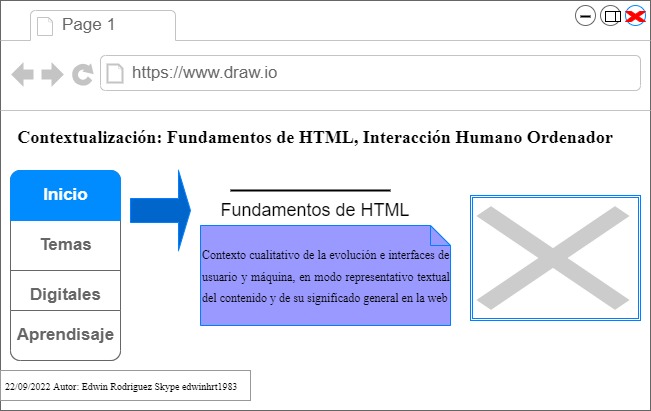 Page 1
https://www.draw.io
Contextualización: Fundamentos de HTML, Interacción Humano Ordenador
Inicio
Temas
Digitales
Aprendisaje
Fundamentos de HTML
Contexto cualitativo de la evolución e interfaces de
usuario y máquina, en modo representativo textual
del contenido y de su significado general en la web
22/09/2022 Autor: Edwin Rodríguez Skype edwinhrt1983